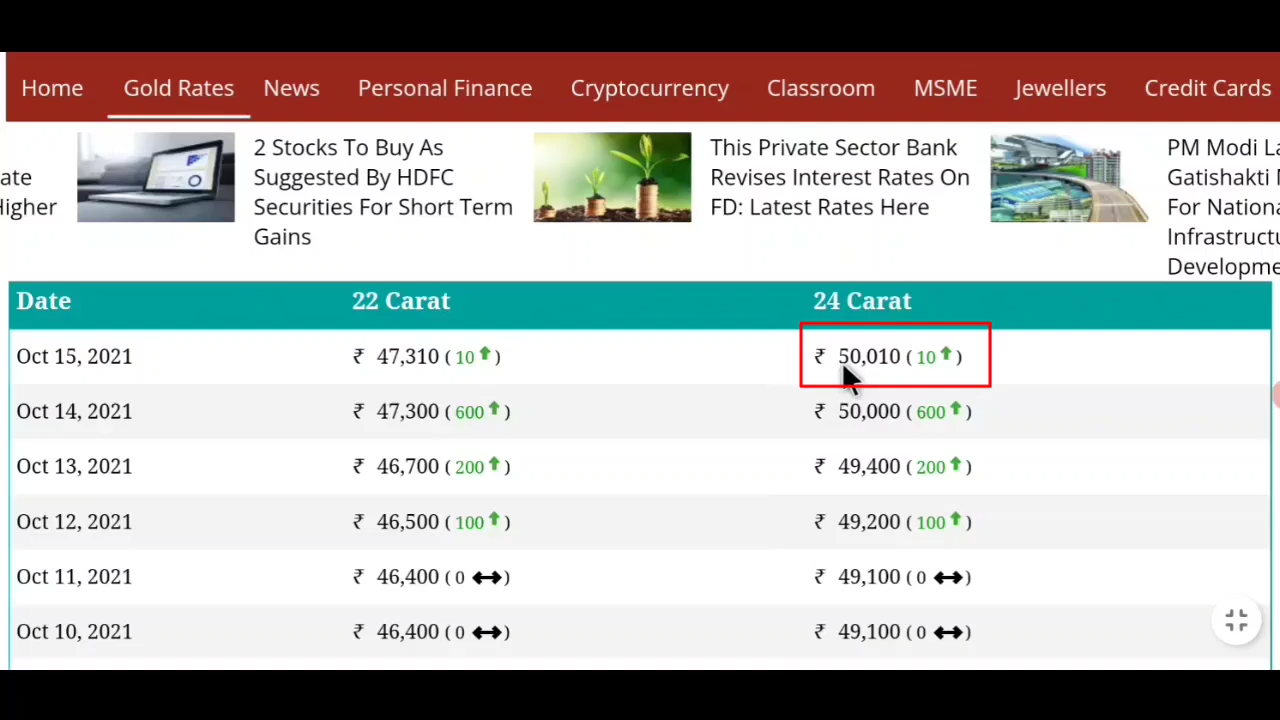 Home Gold Rates News Personal Finance Cryptocurrency Classroom MSME Jewellers Credit Cards
ate
Higher
2 Stocks To Buy As
Suggested By HDFC
Securities For Short Term
Gains
This Private Sector Bank
Revises Interest Rates On
FD: Latest Rates Here
PM Modi La
Gatishakti
For Nationa
Infrastructu
Developme
Date 22 Carat 24 Carat
Oct 15, 2021 ₹ 47,310 ( 10 ⬆ ) ₹ 50,010 ( 10 ⬆ )
Oct 14, 2021 ₹ 47,300 ( 600 ⬆ ) ₹ 50,000 ( 600 ⬆ )
Oct 13, 2021 ₹ 46,700 ( 200 ⬆ ) ₹ 49,400 ( 200 ⬆ )
Oct 12, 2021 ₹ 46,500 ( 100 ⬆ ) ₹ 49,200 ( 100 ⬆ )
Oct 11, 2021 ₹ 46,400 ( 0 ↔ ) ₹ 49,100 ( 0 ↔ )
Oct 10, 2021 ₹ 46,400 ( 0 ↔ ) ₹ 49,100 ( 0 ↔ )